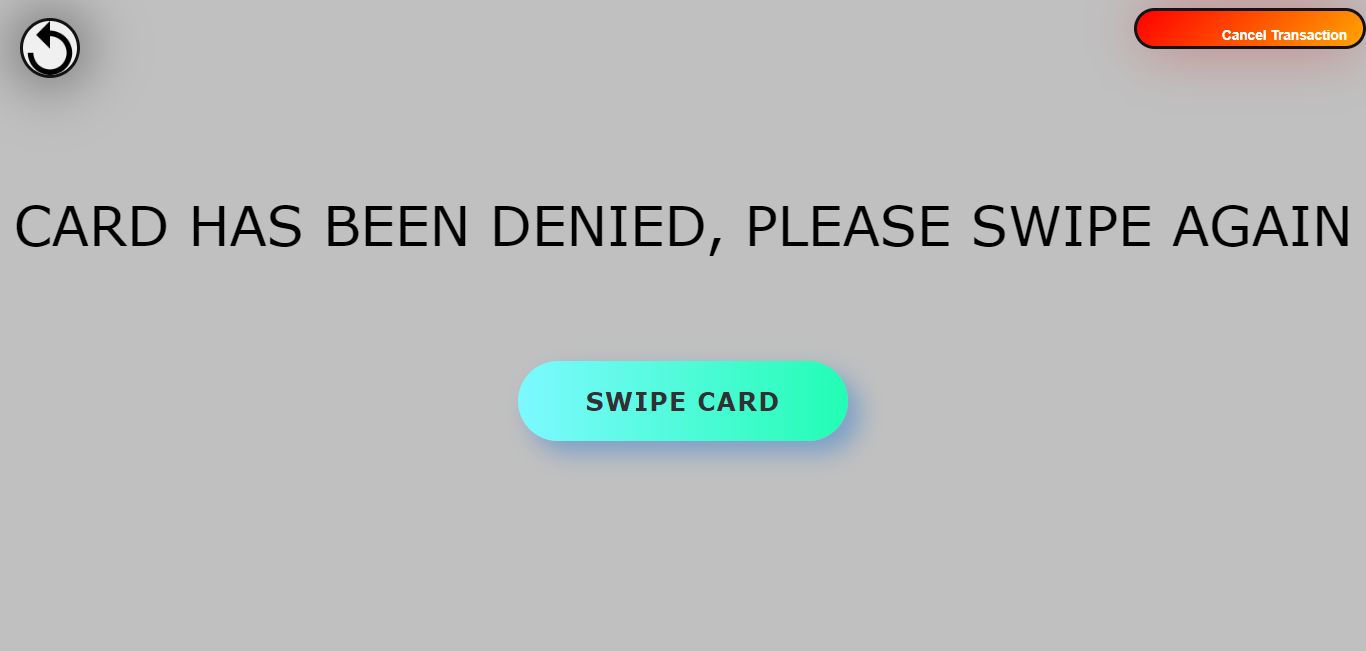 Cancel Transaction
CARD HAS BEEN DENIED, PLEASE SWIPE AGAIN
SWIPE CARD